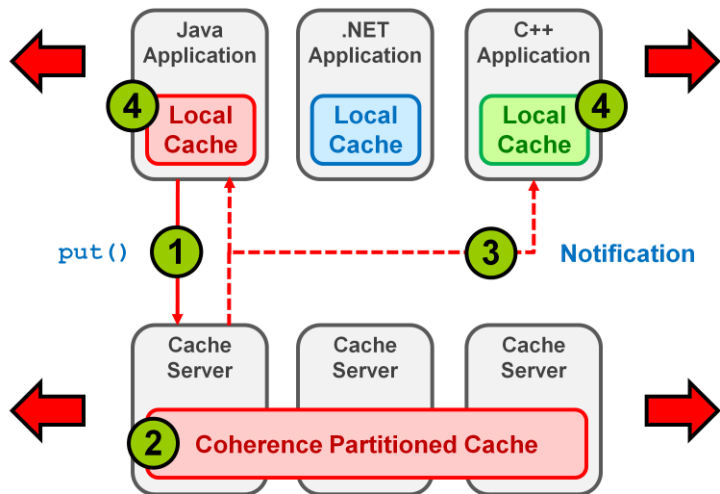 Java
Application
.NET
Application
C++
Application
4
Local
Cache
Local
Cache
Local
Cache
4
put()
1
3
Notification
Cache
Server
Cache
Server
Cache
Server
2
Coherence Partitioned Cache